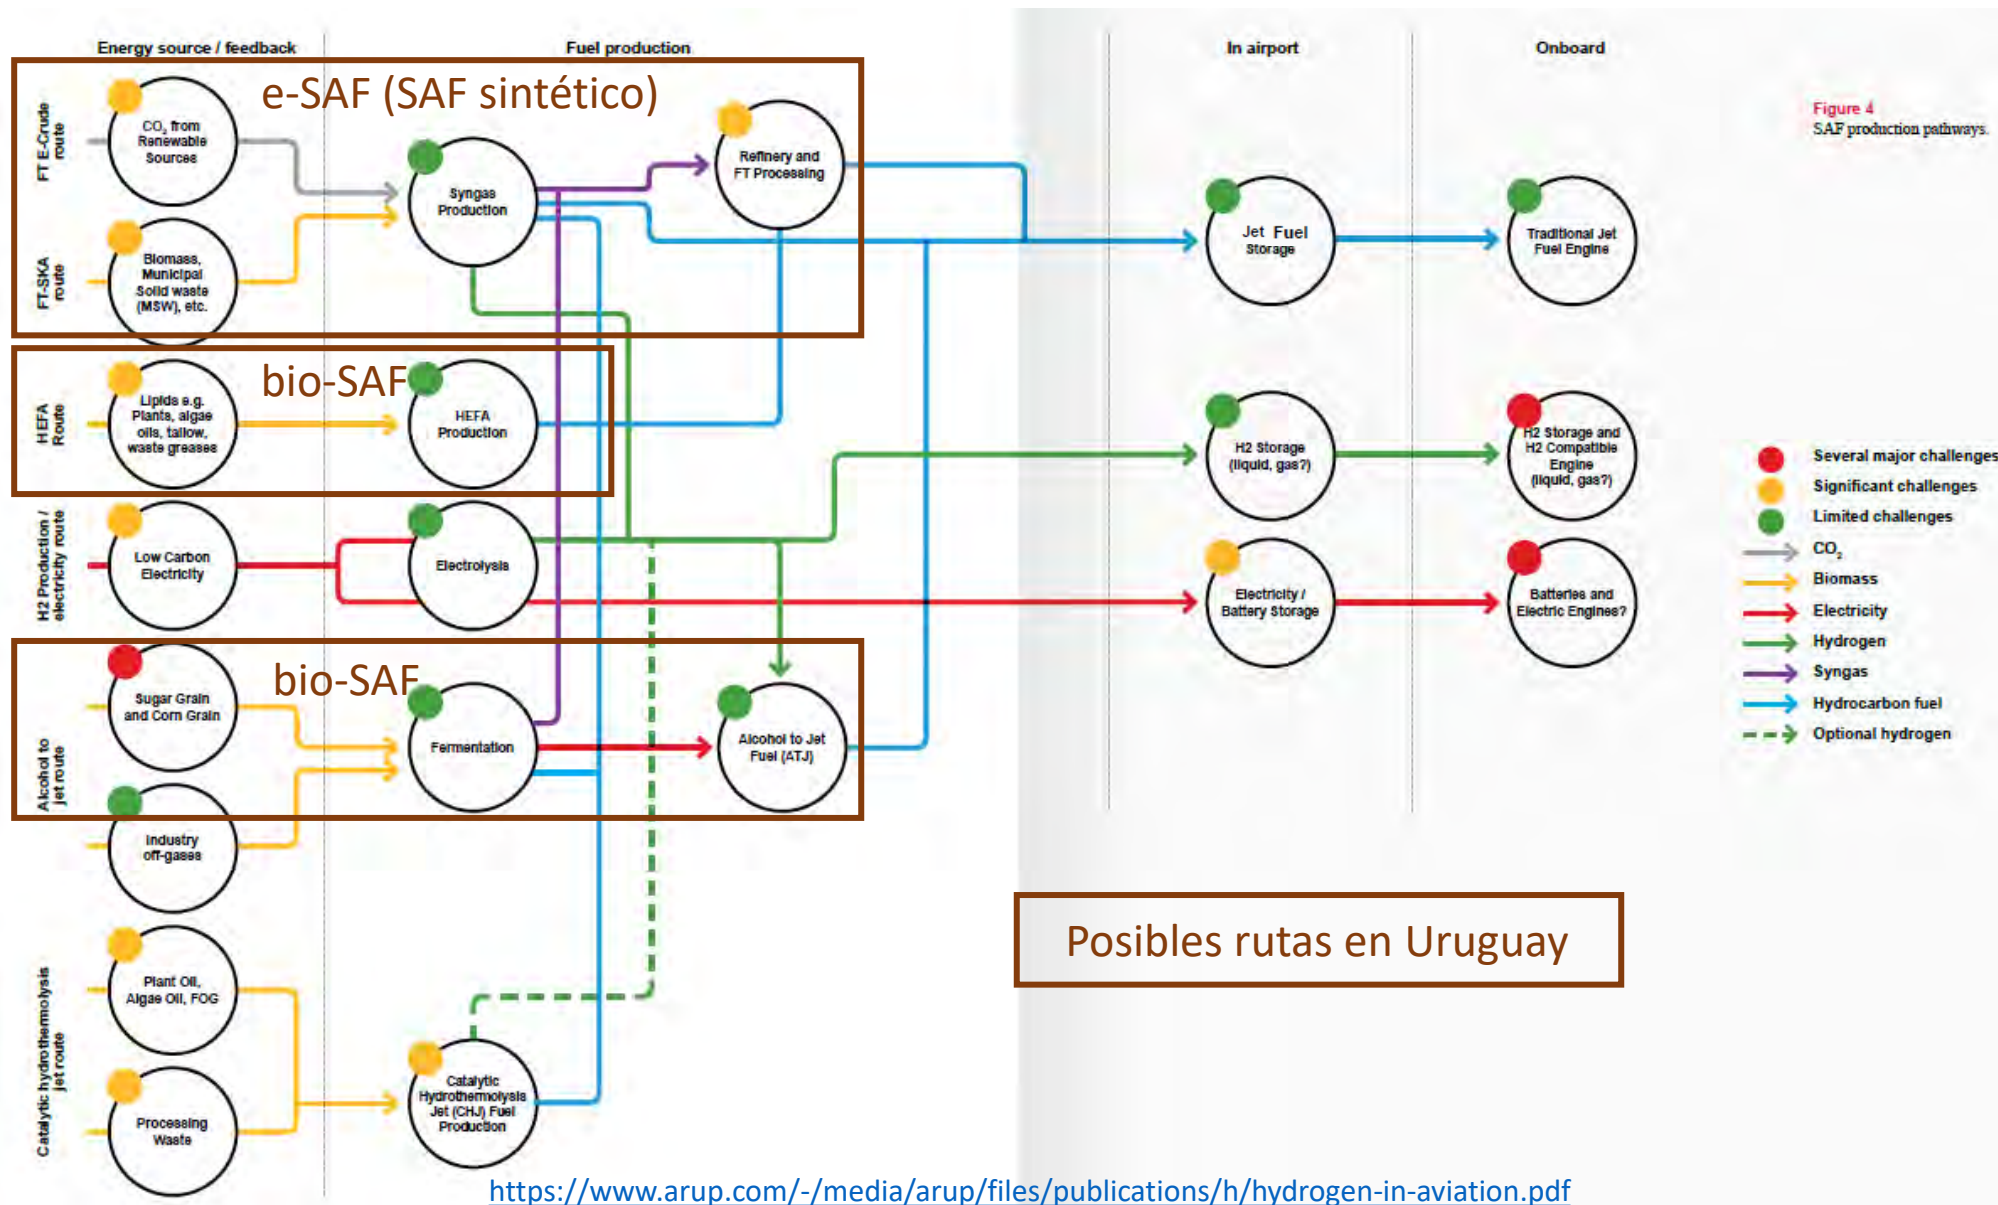 Energy source / feedback
Fuel production
In airport
Onboard
e-SAF (SAF sintético)
FT E-Crude
route
CO2 from
Renewable
Sources
Syngas
Production
Refinery and
FT Processing
Jet Fuel
Storage
Traditional Jet
Fuel Engine
Figure 4
SAF production pathways.
FT-SKA
route
Biomass,
Municipal
Solid waste
(MSW), etc.
bio-SAF
HEFA
Route
Lipids e.g.
Plants, algae
oils, tallow,
waste greases
HEFA
Production
H2 Storage
(liquid, gas?)
H2 Storage and
H2 Compatible
Engine
(liquid, gas?)
H2 Production /
electricity route
Low Carbon
Electricity
Electrolysis
Electricity /
Battery Storage
Batteries and
Electric Engines?
Several major challenges
Significant challenges
Limited challenges
CO2
Biomass
Electricity
Hydrogen
Syngas
Hydrocarbon fuel
Optional hydrogen
bio-SAF
Alcohol to
jet route
Sugar Grain
and Corn Grain
Fermentation
Alcohol to Jet
Fuel (ATJ)
Industry
off-gases
Posibles rutas en Uruguay
Catalytic hydrothermolysis
jet route
Plant Oil,
Algae Oil, FOG
Processing
Waste
Catalytic
Hydrothermolysis
Jet (CHJ) Fuel
Production
https://www.arup.com/-/media/arup/files/publications/h/hydrogen-in-aviation.pdf